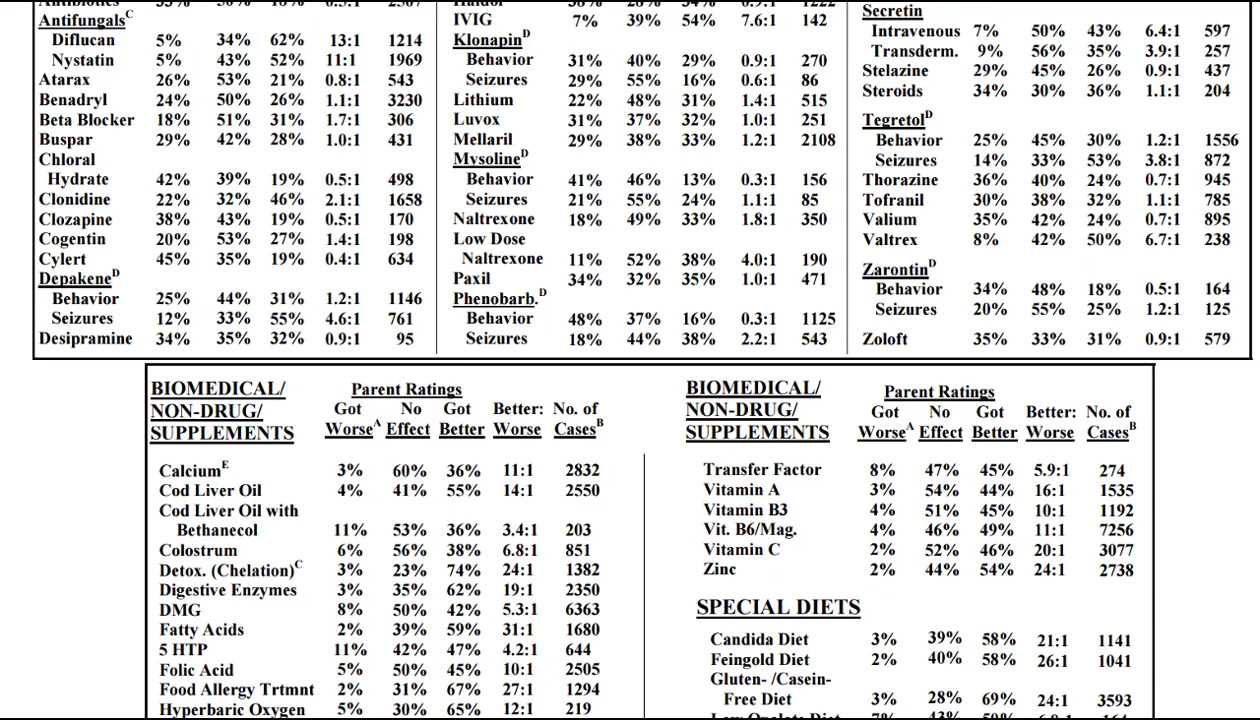 Antifungals^C
Diflucan 5% 34% 62% 13:1 1214
Nystatin 5% 43% 52% 11:1 1969
Atarax 26% 53% 21% 0.8:1 543
Benadryl 24% 50% 26% 1.1:1 3230
Beta Blocker 18% 51% 31% 1.7:1 306
Buspar 29% 42% 28% 1.0:1 431
Chloral
Hydrate 42% 39% 19% 0.5:1 498
Clonidine 22% 32% 46% 2.1:1 1658
Clozapine 38% 43% 19% 0.5:1 170
Cogentin 20% 53% 27% 1.4:1 198
Cylert 45% 35% 19% 0.4:1 634
Depakene^D
Behavior 25% 44% 31% 1.2:1 1146
Seizures 12% 33% 55% 4.6:1 761
Desipramine 34% 35% 32% 0.9:1 95
IVIG 7% 39% 54% 7.6:1 142
Klonapin^D
Behavior 31% 40% 29% 0.9:1 270
Seizures 29% 55% 16% 0.6:1 86
Lithium 22% 48% 31% 1.4:1 515
Luvox 31% 37% 32% 1.0:1 251
Mellaril 29% 38% 33% 1.2:1 2108
Mysoline^D
Behavior 41% 46% 13% 0.3:1 156
Seizures 21% 55% 24% 1.1:1 85
Naltrexone 18% 49% 33% 1.8:1 350
Low Dose
Naltrexone 11% 52% 38% 4.0:1 190
Paxil 34% 32% 35% 1.0:1 471
Phenobarb.^D
Behavior 48% 37% 16% 0.3:1 1125
Seizures 18% 44% 38% 2.2:1 543
Secretin
Intravenous 7% 50% 43% 6.4:1 597
Transderm. 9% 56% 35% 3.9:1 257
Stelazine 29% 45% 26% 0.9:1 437
Steroids 34% 30% 36% 1.1:1 204
Tegretol^D
Behavior 25% 45% 30% 1.2:1 1556
Seizures 14% 33% 53% 3.8:1 872
Thorazine 36% 40% 24% 0.7:1 945
Tofranil 30% 38% 32% 1.1:1 785
Valium 35% 42% 24% 0.7:1 895
Valtrex 8% 42% 50% 6.7:1 238
Zarontin^D
Behavior 34% 48% 18% 0.5:1 164
Seizures 20% 55% 25% 1.2:1 125
Zoloft 35% 33% 31% 0.9:1 579
BIOMEDICAL/ Parent Ratings
NON-DRUG/ Got No Got Better: No. of
SUPPLEMENTS Worse^A Effect Better Worse Cases^B
Calcium^E 3% 60% 36% 11:1 2832
Cod Liver Oil 4% 41% 55% 14:1 2550
Cod Liver Oil with
Bethanecol 11% 53% 36% 3.4:1 203
Colostrum 6% 56% 38% 6.8:1 851
Detox. (Chelation)^C 3% 23% 74% 24:1 1382
Digestive Enzymes 3% 35% 62% 19:1 2350
DMG 8% 50% 42% 5.3:1 6363
Fatty Acids 2% 39% 59% 31:1 1680
5 HTP 11% 42% 47% 4.2:1 644
Folic Acid 5% 50% 45% 10:1 2505
Food Allergy Trtmnt 2% 31% 67% 27:1 1294
Hyperbaric Oxygen 5% 30% 65% 12:1 219
BIOMEDICAL/ Parent Ratings
NON-DRUG/ Got No Got Better: No. of
SUPPLEMENTS Worse^A Effect Better Worse Cases^B
Transfer Factor 8% 47% 45% 5.9:1 274
Vitamin A 3% 54% 44% 16:1 1535
Vitamin B3 4% 51% 45% 10:1 1192
Vit. B6/Mag. 4% 46% 49% 11:1 7256
Vitamin C 2% 52% 46% 20:1 3077
Zinc 2% 44% 54% 24:1 2738
SPECIAL DIETS
Candida Diet 3% 39% 58% 21:1 1141
Feingold Diet 2% 40% 58% 26:1 1041
Gluten- /Casein-
Free Diet 3% 28% 69% 24:1 3593